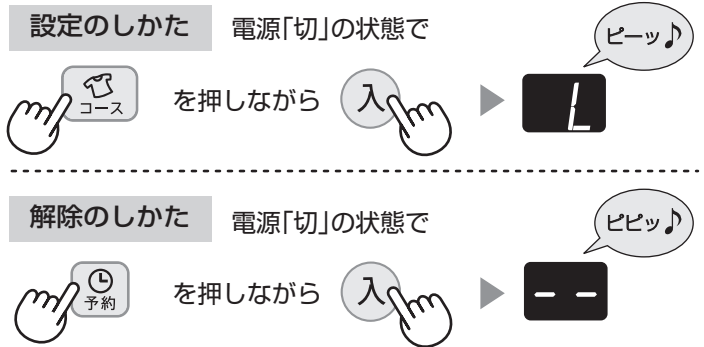 設定のしかた 電源「切」の状態で
ピーッ♪
コース を押しながら 入 L
解除のしかた 電源「切」の状態で
ピピッ♪
予約 を押しながら 入 - -